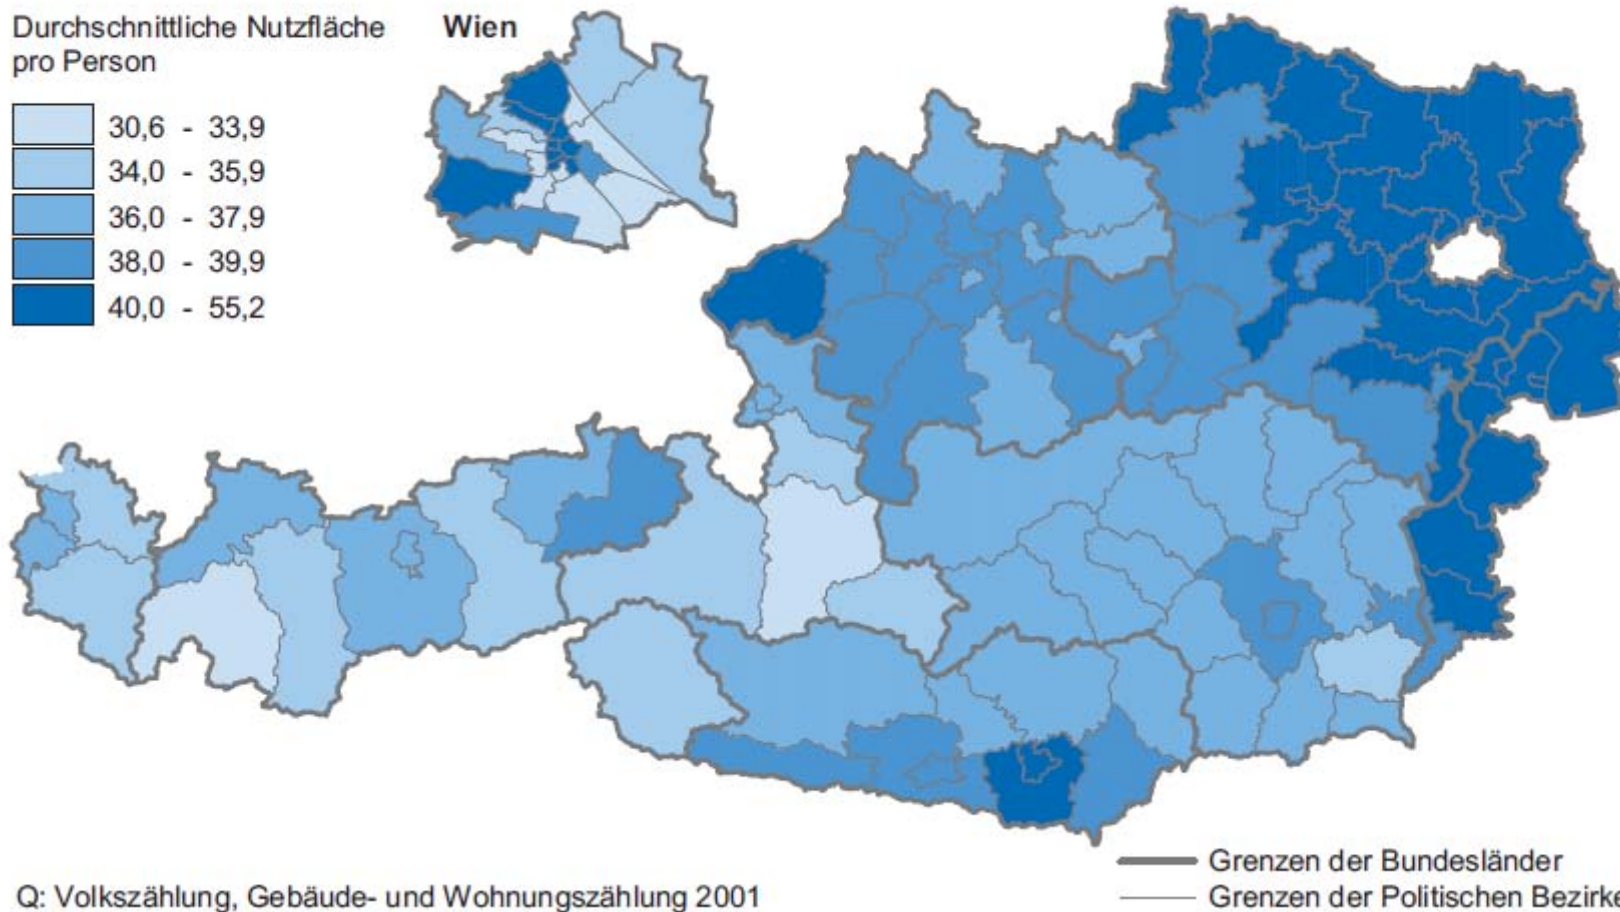 Durchschnittliche Nutzfläche
pro Person
Wien
30,6 - 33,9
34,0 - 35,9
36,0 - 37,9
38,0 - 39,9
40,0 - 55,2
Grenzen der Bundesländer
Q: Volkszählung, Gebäude- und Wohnungszählung 2001
Grenzen der Politischen Bezirke